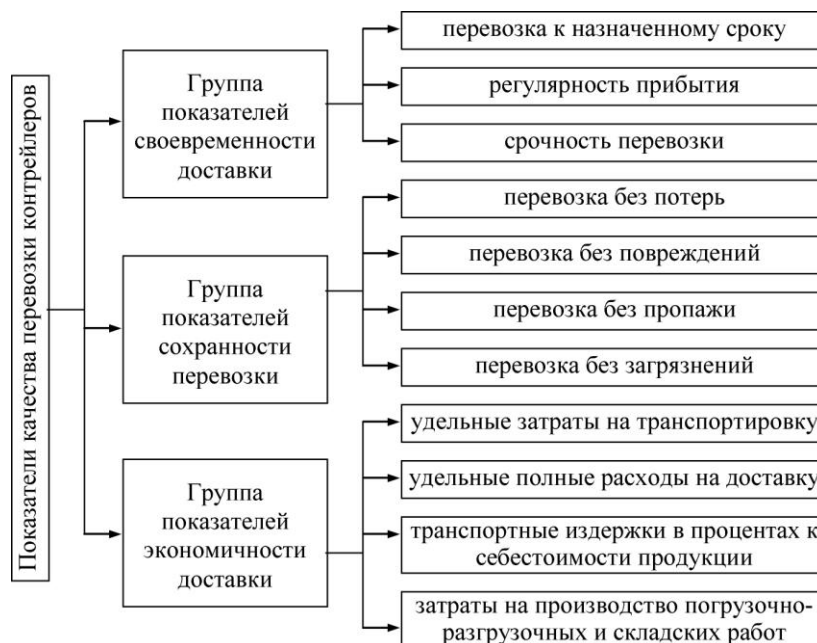 Показатели качества перевозки контрейлеров
Группа
показателей
своевременности
доставки
перевозка к назначенному сроку
регулярность прибытия
срочность перевозки
Группа
показателей
сохранности
перевозки
перевозка без потерь
перевозка без повреждений
перевозка без пропажи
перевозка без загрязнений
Группа
показателей
экономичности
доставки
удельные затраты на транспортировку
удельные полные расходы на доставку
транспортные издержки в процентах к
себестоимости продукции
затраты на производство погрузочно-
разгрузочных и складских работ